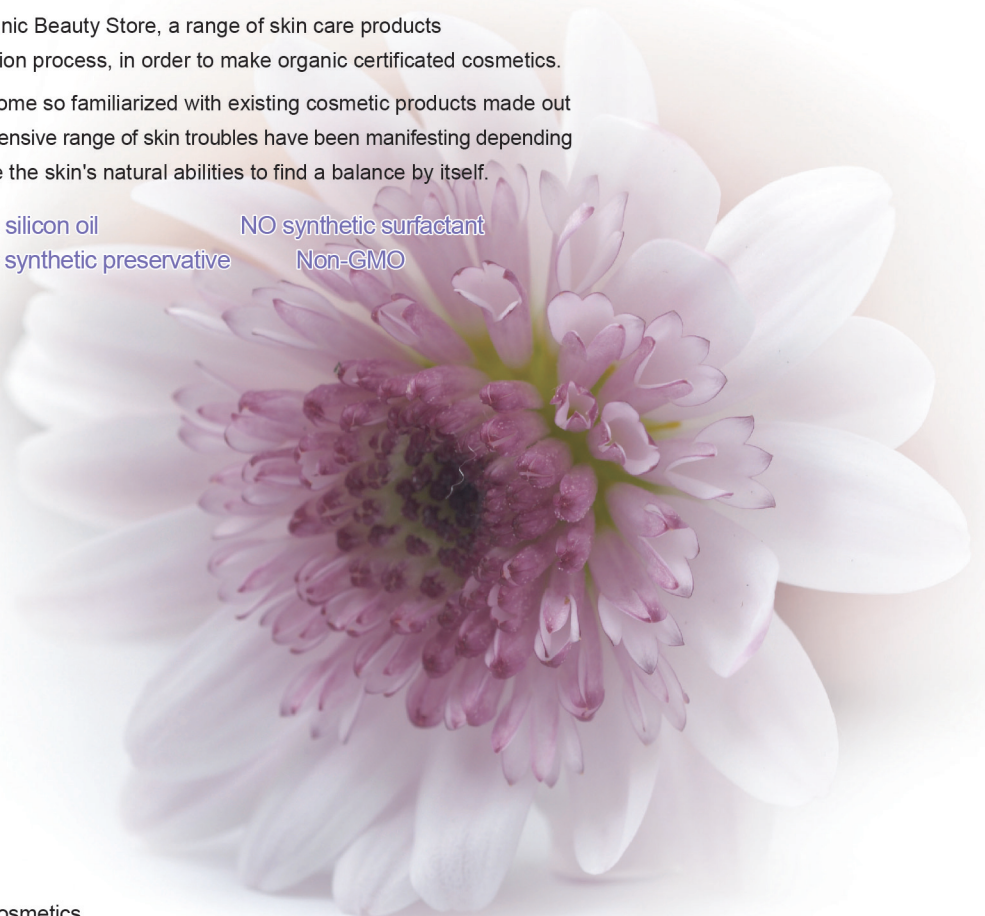 nic Beauty Store, a range of skin care products
ion process, in order to make organic certificated cosmetics.
ome so familiarized with existing cosmetic products made out
ensive range of skin troubles have been manifesting depending
e the skin's natural abilities to find a balance by itself.
silicon oil NO synthetic surfactant
synthetic preservative Non-GMO
osmetics